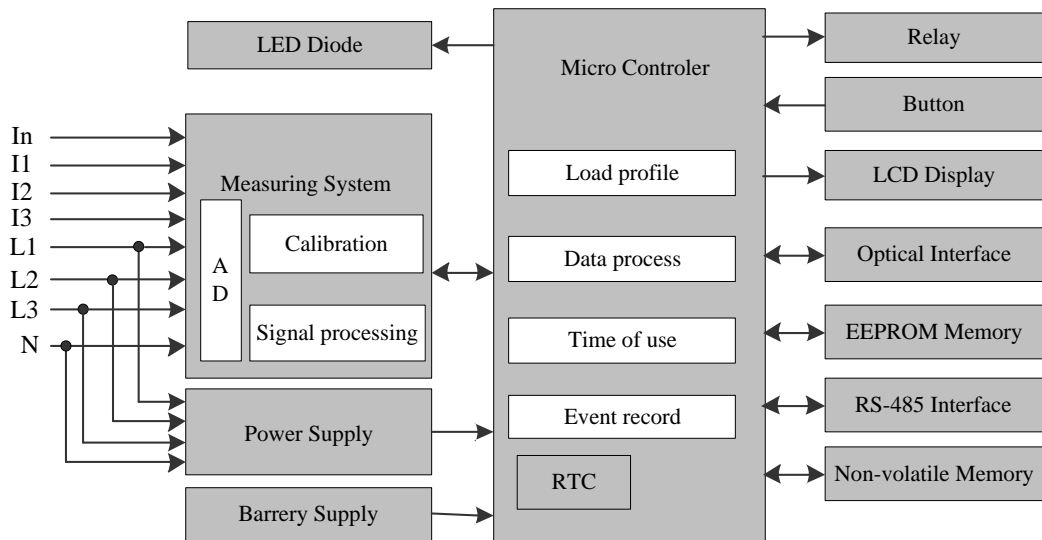 LED Diode
In
I1
I2
I3
L1
L2
L3
N
Measuring System
A
D
Calibration
Signal processing
Power Supply
Barrery Supply
Micro Controler
Load profile
Data process
Time of use
Event record
RTC
Relay
Button
LCD Display
Optical Interface
EEPROM Memory
RS-485 Interface
Non-volatile Memory